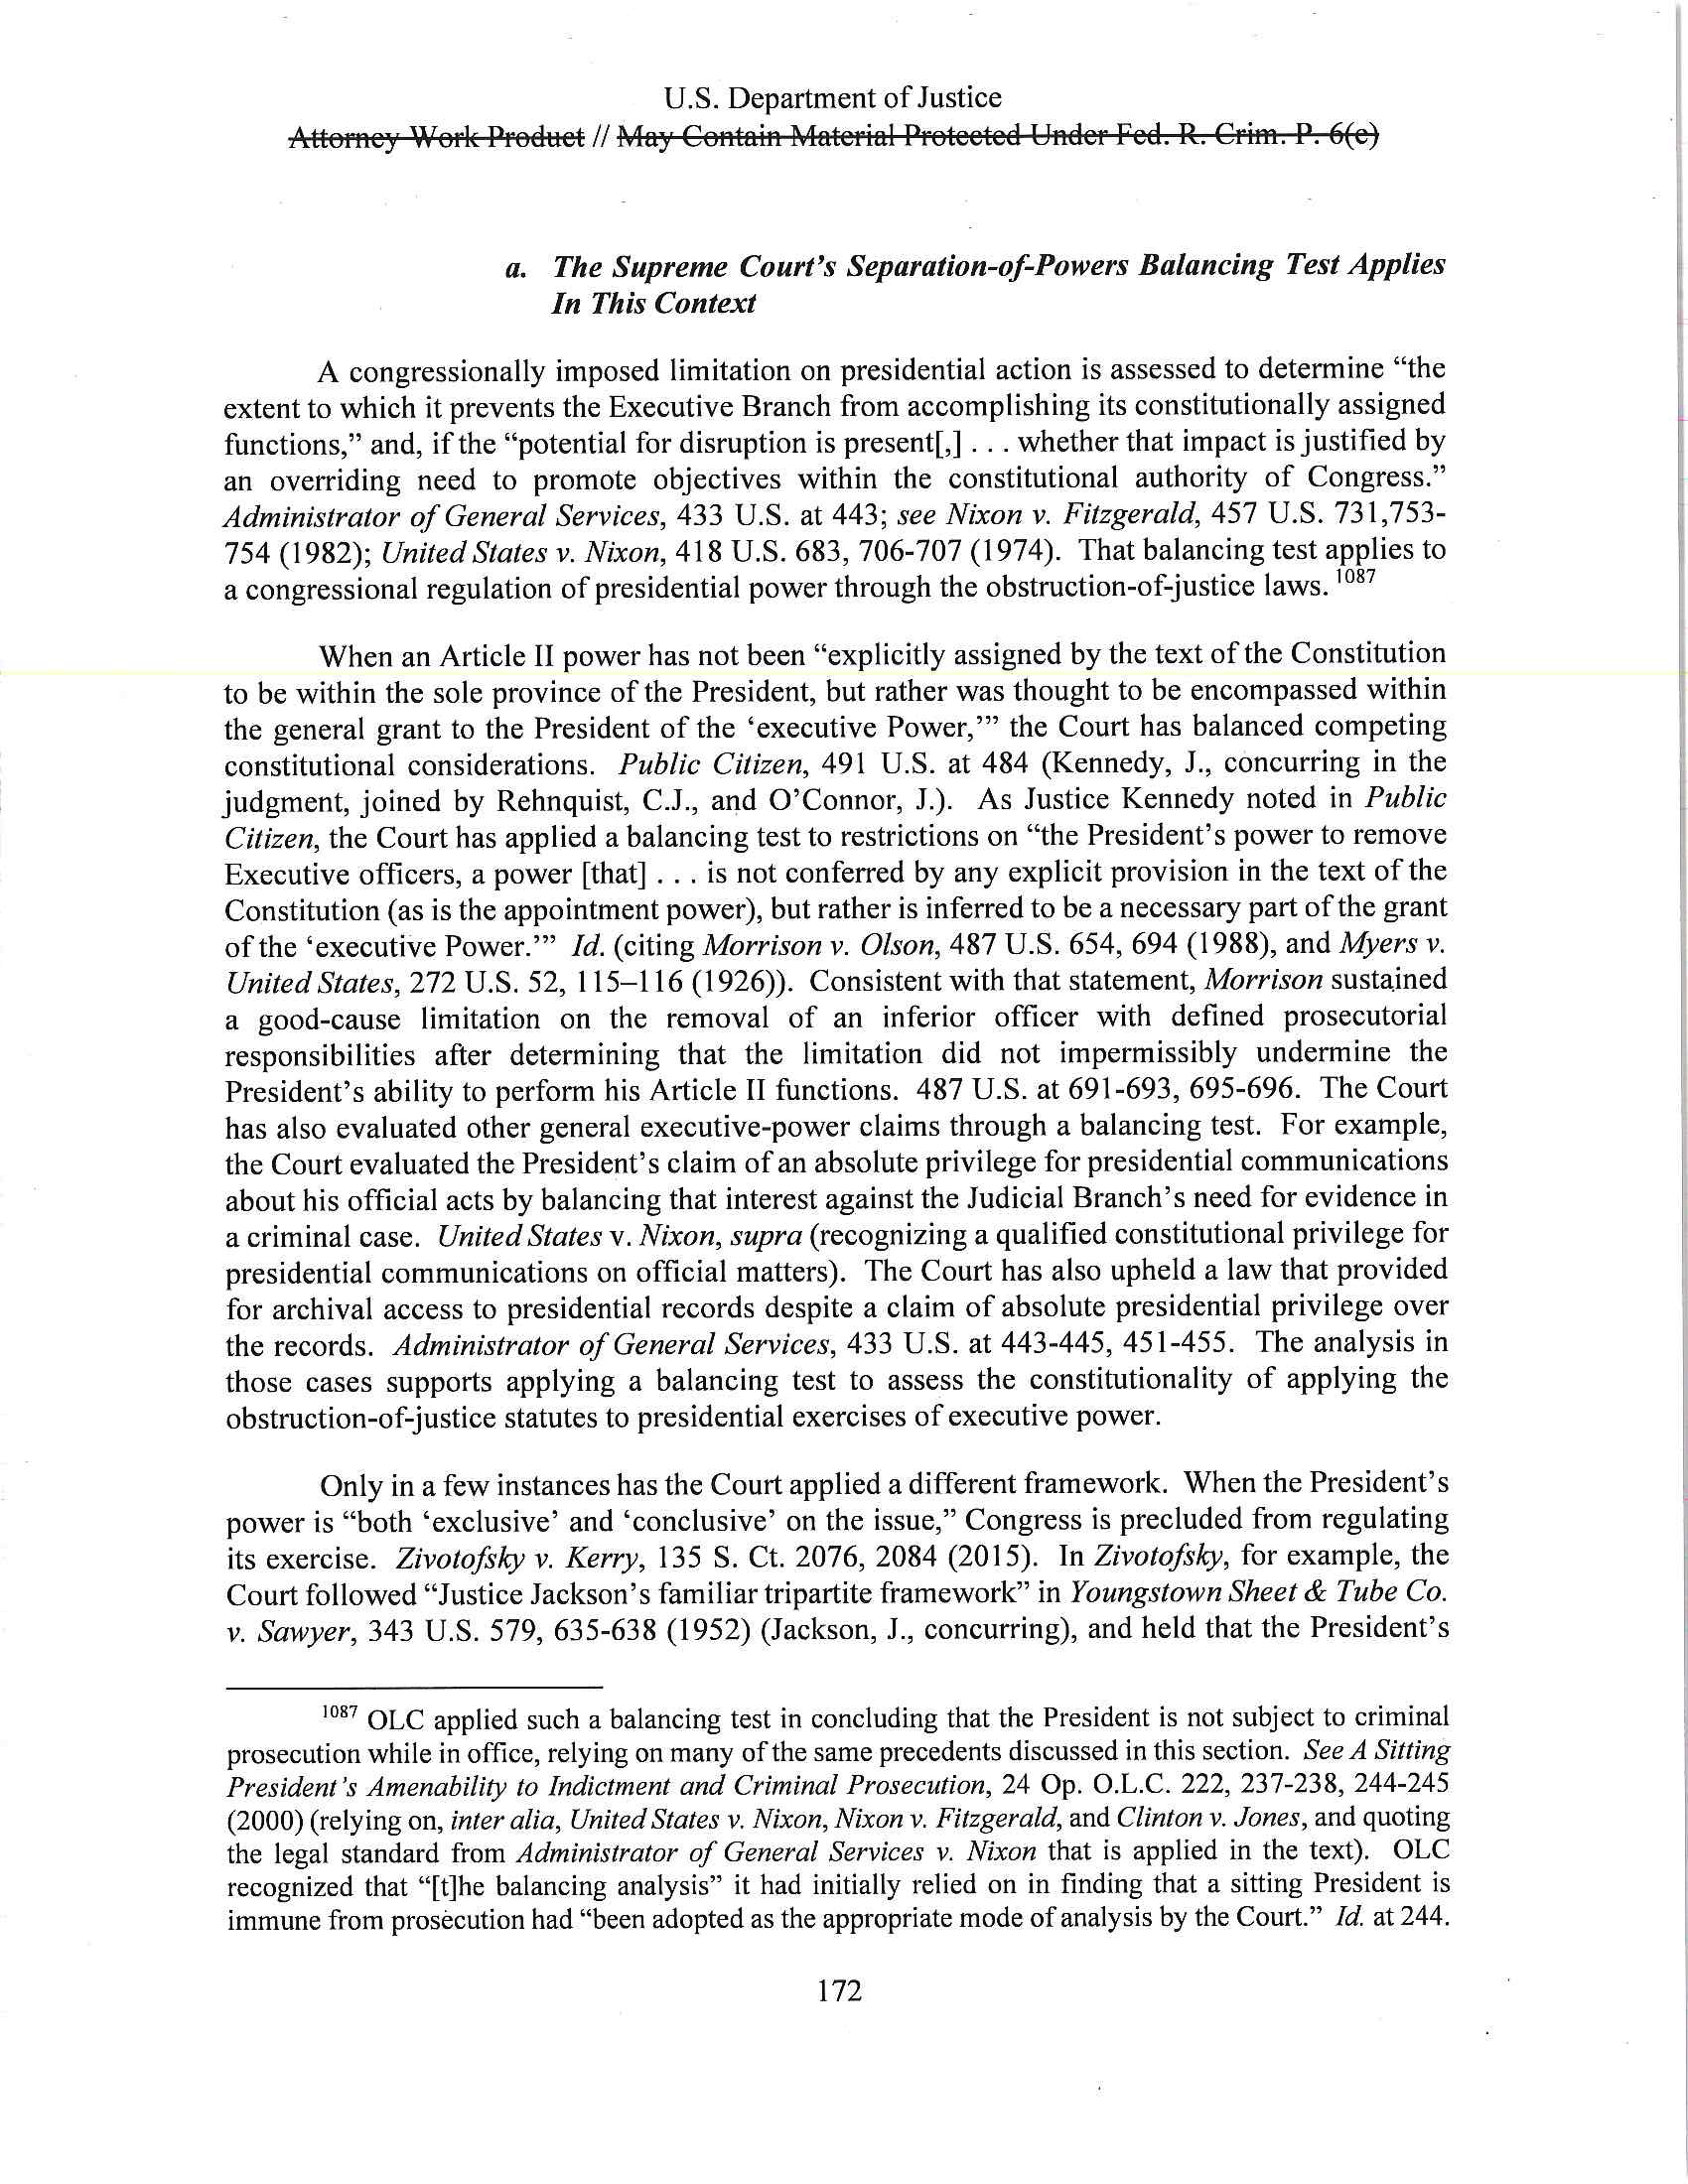 U.S. Department of Justice
Attorney Work Product // May Contain Material Protected Under Fed. R. Crim. P. 6(e)
a. The Supreme Court's Separation-of-Powers Balancing Test Applies
In This Context
A congressionally imposed limitation on presidential action is assessed to determine “the
extent to which it prevents the Executive Branch from accomplishing its constitutionally assigned
functions,” and, if the “potential for disruption is present[,] . . . whether that impact is justified by
an overriding need to promote objectives within the constitutional authority of Congress.”
Administrator of General Services, 433 U.S. at 443; see Nixon v. Fitzgerald, 457 U.S. 731,753-
754 (1982); United States v. Nixon, 418 U.S. 683, 706-707 (1974). That balancing test applies to
a congressional regulation of presidential power through the obstruction-of-justice laws. 1087
When an Article II power has not been “explicitly assigned by the text of the Constitution
to be within the sole province of the President, but rather was thought to be encompassed within
the general grant to the President of the ‘executive Power,’” the Court has balanced competing
constitutional considerations. Public Citizen, 491 U.S. at 484 (Kennedy, J., concurring in the
judgment, joined by Rehnquist, C.J., and O’Connor, J.). As Justice Kennedy noted in Public
Citizen, the Court has applied a balancing test to restrictions on “the President’s power to remove
Executive officers, a power [that] . . . is not conferred by any explicit provision in the text of the
Constitution (as is the appointment power), but rather is inferred to be a necessary part of the grant
of the ‘executive Power.’” Id. (citing Morrison v. Olson, 487 U.S. 654, 694 (1988), and Myers v.
United States, 272 U.S. 52, 115–116 (1926)). Consistent with that statement, Morrison sustained
a good-cause limitation on the removal of an inferior officer with defined prosecutorial
responsibilities after determining that the limitation did not impermissibly undermine the
President’s ability to perform his Article II functions. 487 U.S. at 691-693, 695-696. The Court
has also evaluated other general executive-power claims through a balancing test. For example,
the Court evaluated the President’s claim of an absolute privilege for presidential communications
about his official acts by balancing that interest against the Judicial Branch’s need for evidence in
a criminal case. United States v. Nixon, supra (recognizing a qualified constitutional privilege for
presidential communications on official matters). The Court has also upheld a law that provided
for archival access to presidential records despite a claim of absolute presidential privilege over
the records. Administrator of General Services, 433 U.S. at 443-445, 451-455. The analysis in
those cases supports applying a balancing test to assess the constitutionality of applying the
obstruction-of-justice statutes to presidential exercises of executive power.
Only in a few instances has the Court applied a different framework. When the President’s
power is “both ‘exclusive’ and ‘conclusive’ on the issue,” Congress is precluded from regulating
its exercise. Zivotofsky v. Kerry, 135 S. Ct. 2076, 2084 (2015). In Zivotofsky, for example, the
Court followed “Justice Jackson’s familiar tripartite framework” in Youngstown Sheet & Tube Co.
v. Sawyer, 343 U.S. 579, 635-638 (1952) (Jackson, J., concurring), and held that the President’s
1087 OLC applied such a balancing test in concluding that the President is not subject to criminal
prosecution while in office, relying on many of the same precedents discussed in this section. See A Sitting
President’s Amenability to Indictment and Criminal Prosecution, 24 Op. O.L.C. 222, 237-238, 244-245
(2000) (relying on, inter alia, United States v. Nixon, Nixon v. Fitzgerald, and Clinton v. Jones, and quoting
the legal standard from Administrator of General Services v. Nixon that is applied in the text). OLC
recognized that “[t]he balancing analysis” it had initially relied on in finding that a sitting President is
immune from prosecution had “been adopted as the appropriate mode of analysis by the Court.” Id. at 244.
172